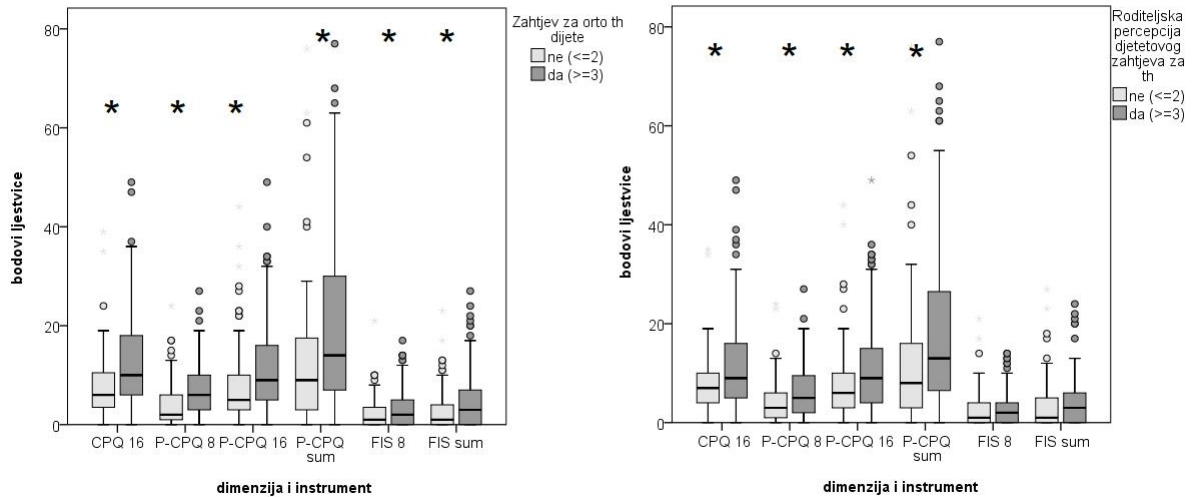 80
60
40
20
0
bodovi ljestvice
* * * * * *
CPQ 16 P-CPQ 8 P-CPQ 16 P-CPQ sum FIS 8 FIS sum
dimenzija i instrument
Zahtjev za orto th
dijete
ne (<=2)
da (>=3)
80
60
40
20
0
bodovi ljestvice
* * * *
CPQ 16 P-CPQ 8 P-CPQ 16 P-CPQ sum FIS 8 FIS sum
dimenzija i instrument
Roditeljska
percepcija
djetetovog
zahtjeva za
th
ne (<=2)
da (>=3)